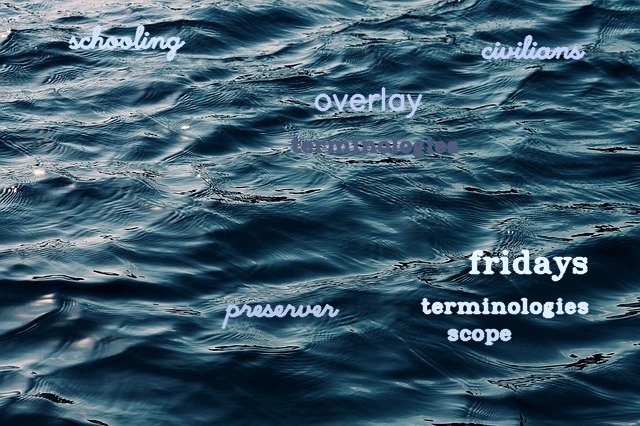 schooling
civilians
overlay
terminologies
fridays
preserver
terminologies
scope